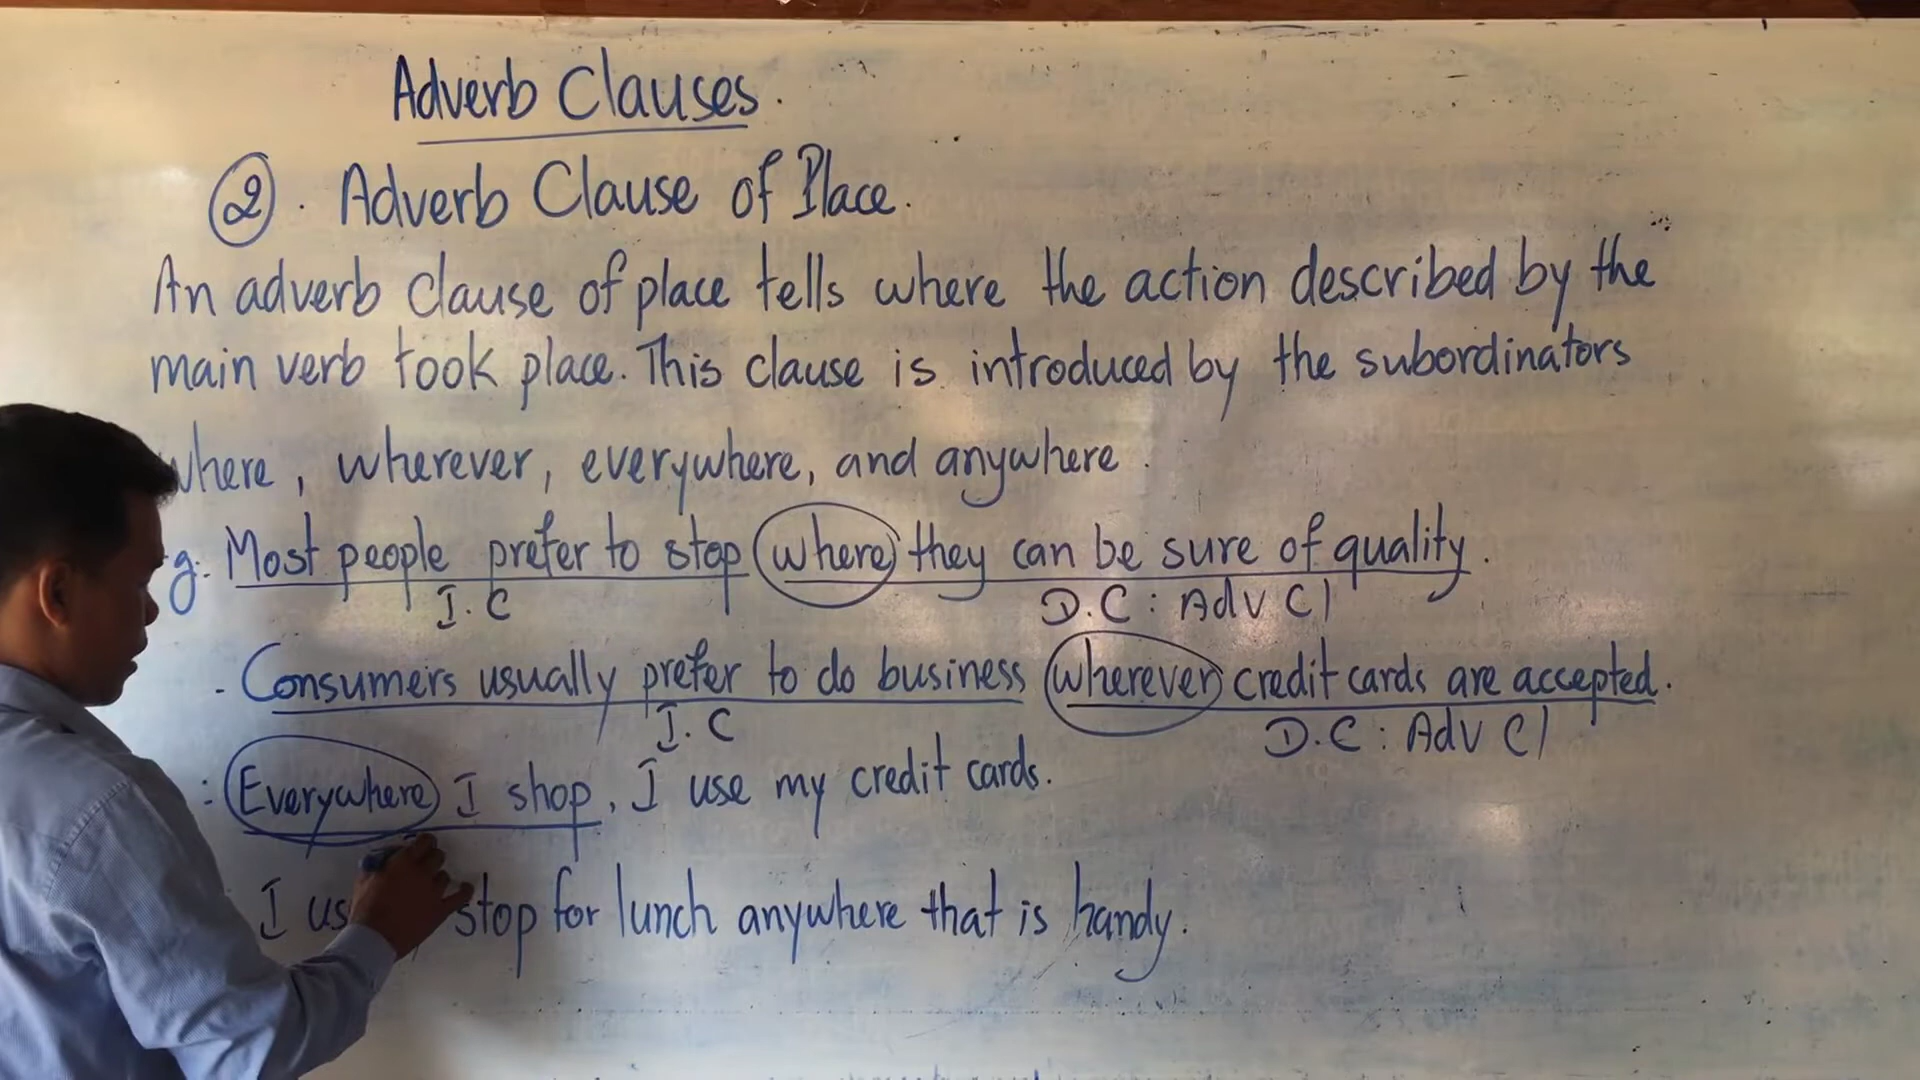 Adverb Clauses.
2. Adverb Clause of Place.
An adverb clause of place tells where the action described by the
main verb took place. This clause is introduced by the subordinators
where, wherever, everywhere, and anywhere.
g. Most people prefer to stop where they can be sure of quality.
I.C D.C: Adv Cl
- Consumers usually prefer to do business wherever credit cards are accepted.
I.C D.C: Adv Cl
: Everywhere I shop, I use my credit cards.
I stop for lunch anywhere that is handy.